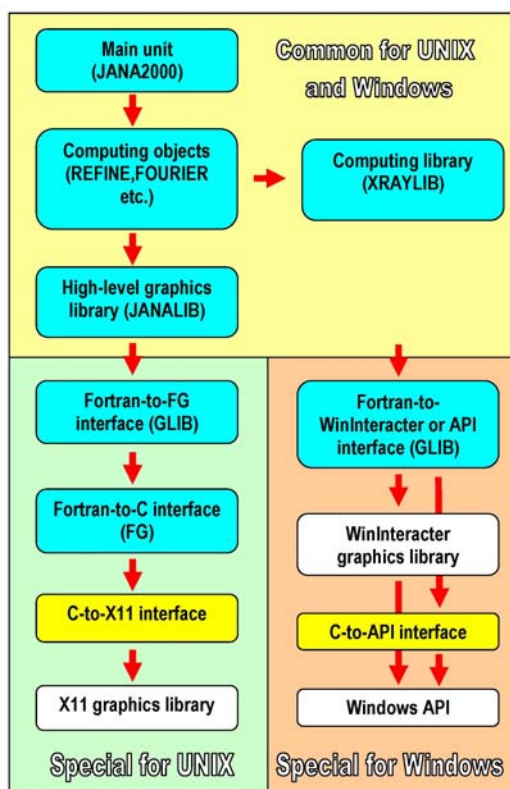 Main unit
(JANA2000)
Common for UNIX
and Windows
Computing objects
(REFINE,FOURIER
etc.)
Computing library
(XRAYLIB)
High-level graphics
library (JANALIB)
Fortran-to-FG
interface (GLIB)
Fortran-to-C interface
(FG)
C-to-X11 interface
X11 graphics library
Special for UNIX
Fortran-to-
WinInteracter or API
interface (GLIB)
WinInteracter
graphics library
C-to-API interface
Windows API
Special for Windows